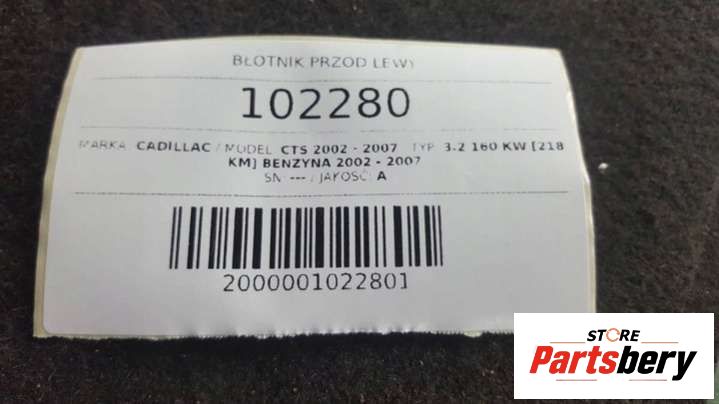 BŁOTNIK PRZOD LEWY
102280
MARKA: CADILLAC / MODEL: CTS 2002 - 2007 TYP: 3.2 160 KW [218
KM] BENZYNA 2002 - 2007
SN: --- / JAKOŚĆ: A
2000001022801
STORE
Partsbery